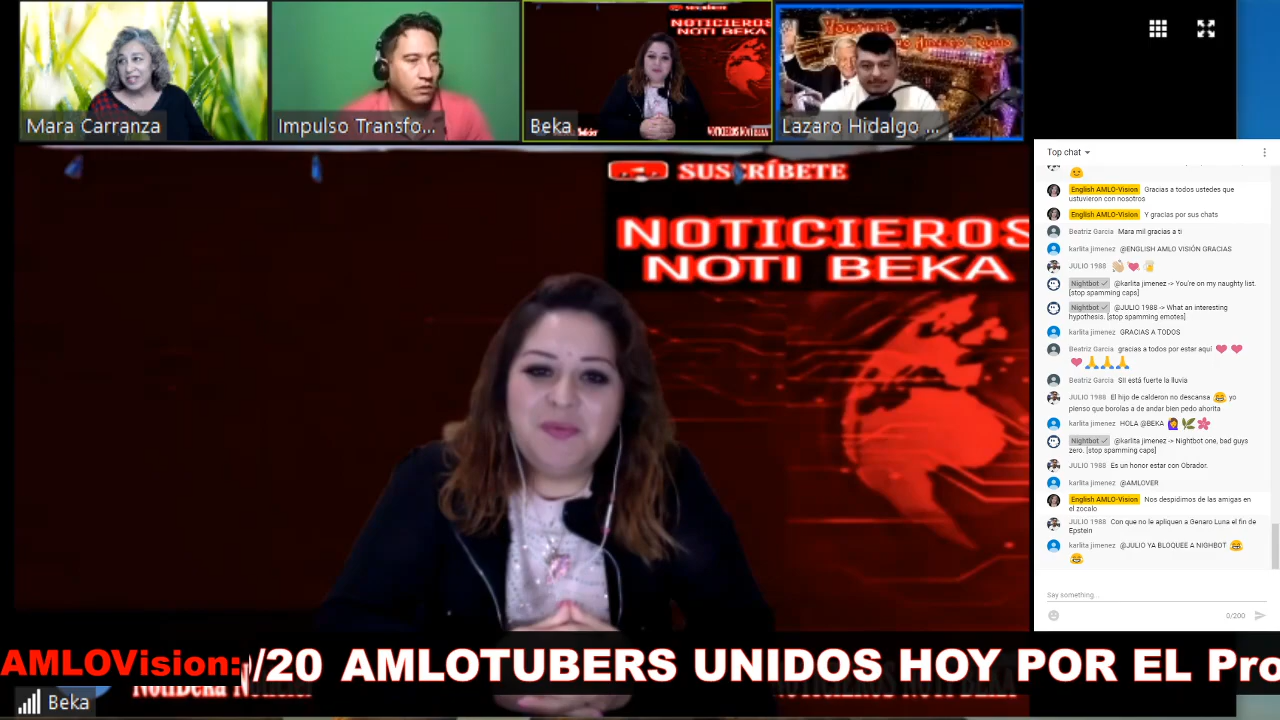 SUSCRÍBETE
NOTICIEROS
NOTI BEKA
NOTICIEROS NOTI BEKA
Mara Carranza
Impulso Transfo...
Beka
Lazaro Hidalgo ...
SUSCRÍBETE
NOTICIEROS
NOTI BEKA
Top chat
English AMLO-Vision Gracias a todos ustedes que
ustuvieron con nosotros
English AMLO-Vision Y gracias por sus chats
Beatriz Garcia Mara mil gracias a ti
karlita jimenez @ENGLISH AMLO VISIÓN GRACIAS
JULIO 1988 👏🏼 💘 🍞
Nightbot ✓ @karlita jimenez -> You're on my naughty list.
[stop spamming caps]
Nightbot ✓ @JULIO 1988 -> What an interesting
hypothesis. [stop spamming emotes]
karlita jimenez GRACIAS A TODOS
Beatriz Garcia gracias a todos por estar aquí ❤ ❤
❤ 🙏🙏🙏
Beatriz Garcia SII está fuerte la lluvia
JULIO 1988 El hijo de calderon no descansa 😂 yo
pienso que borolas a de andar bien pedo ahorita
karlita jimenez HOLA @BEKA 🙋 🌿 🌸
Nightbot ✓ @karlita jimenez -> Nightbot one, bad guys
zero. [stop spamming caps]
JULIO 1988 Es un honor estar con Obrador.
karlita jimenez @AMLOVER
English AMLO-Vision Nos despidimos de las amigas en
el zocalo
JULIO 1988 Con que no le apliquen a Genaro Luna el fin de
Epstein
karlita jimenez @JULIO YA BLOQUEE A NIGHBOT 😂
😂
Say something...
0/200
AMLOVision: /20 AMLOTUBERS UNIDOS HOY POR EL Pro
Beka